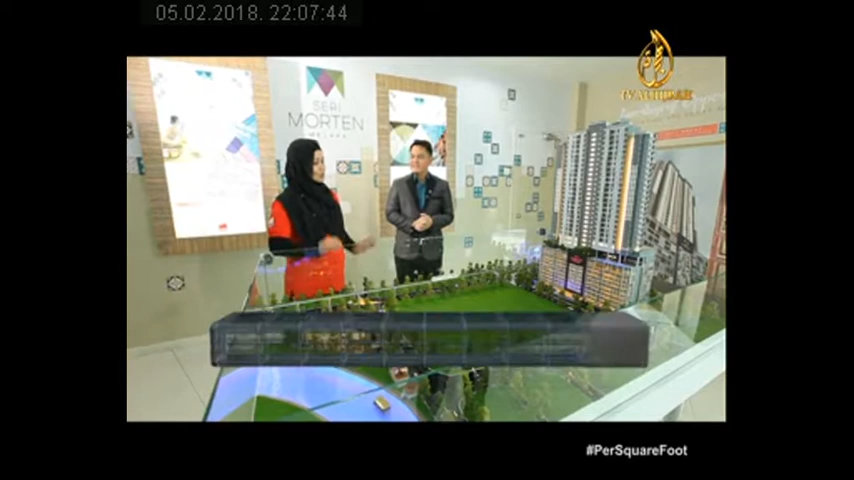 05.02.2018. 22:07:44
TV ALHIJRAH
SERI
MORTEN
MELAKA
#PerSquareFoot